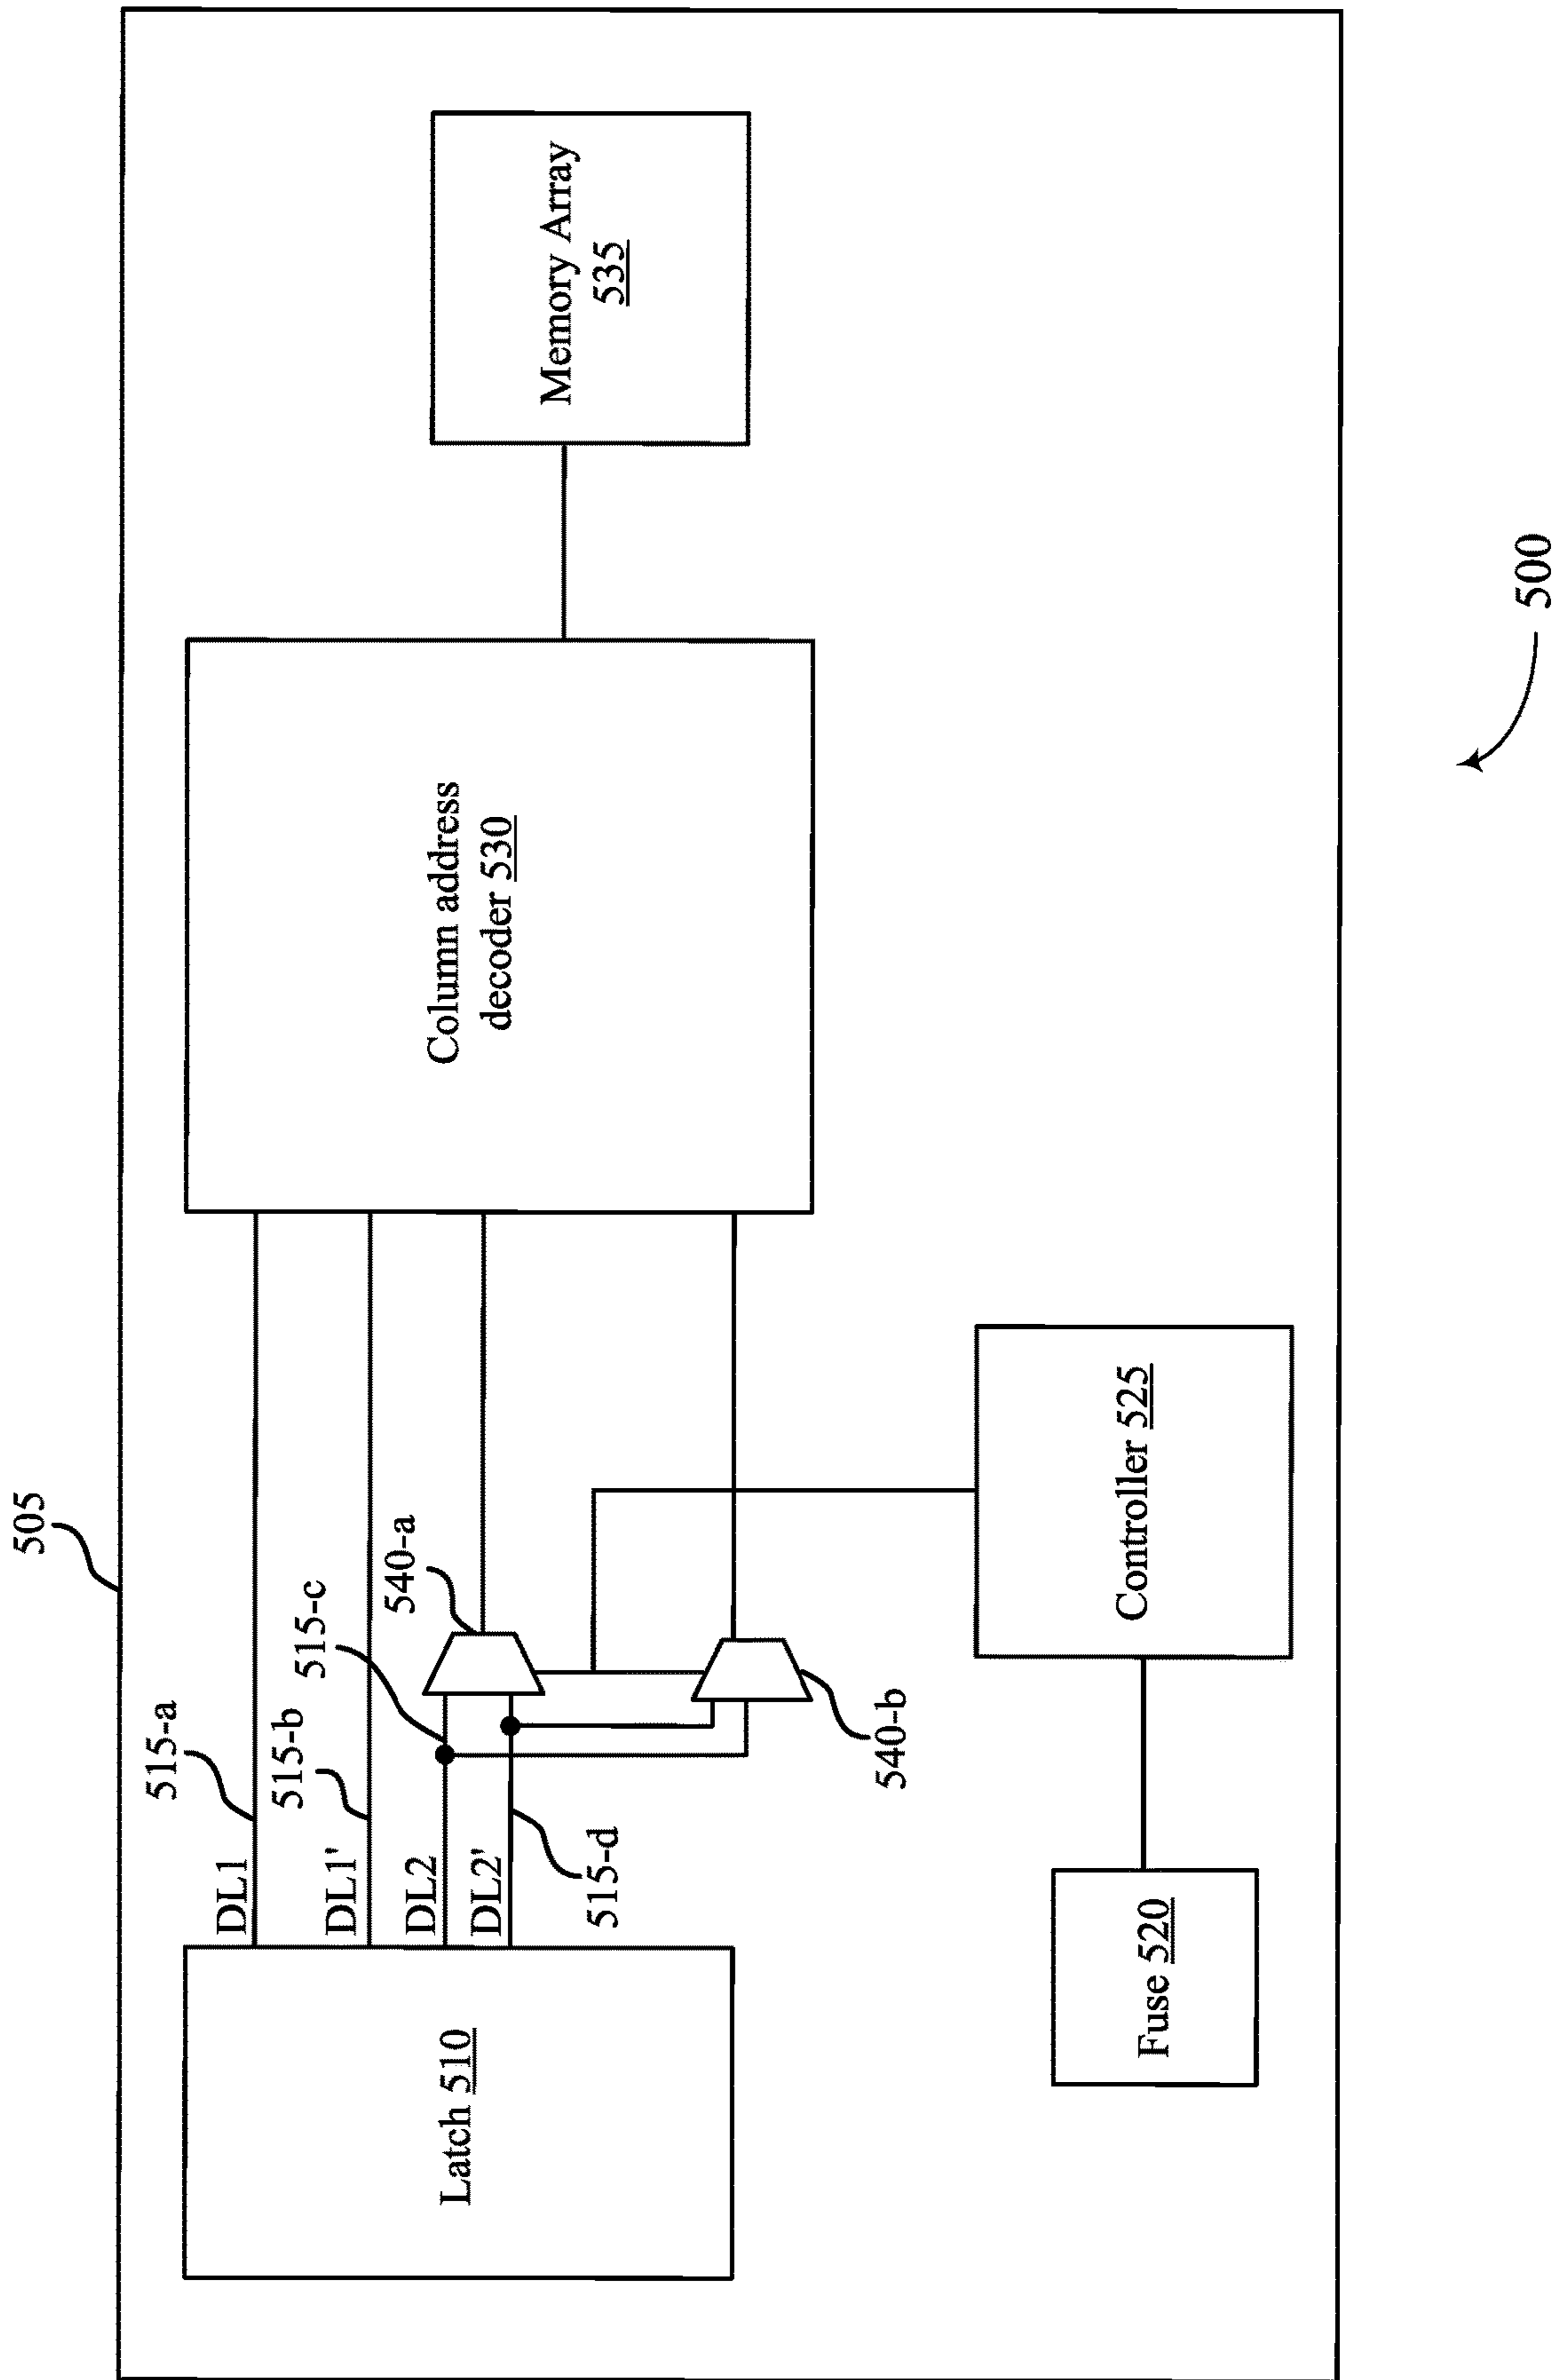 505
515-a
DL1
515-b
DL1'
515-c
DL2
540-a
DL2'
515-d
540-b
Latch 510
Column address
decoder 530
Memory Array
535
Fuse 520
Controller 525
500